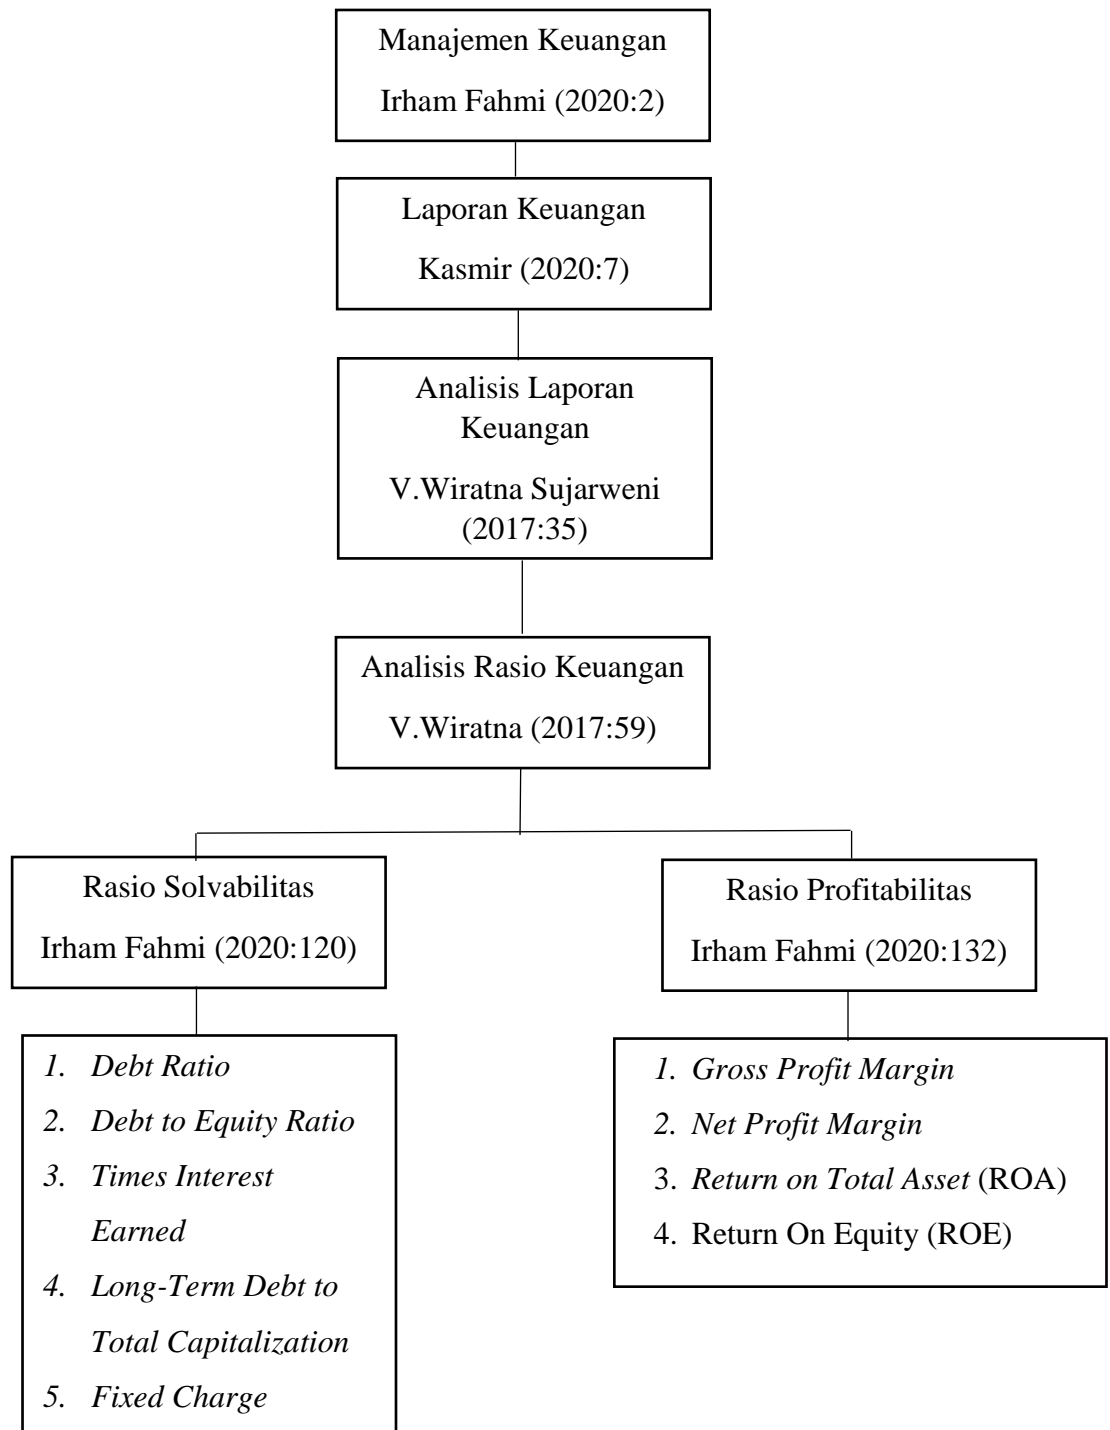 Manajemen Keuangan
Irham Fahmi (2020:2)
Laporan Keuangan
Kasmir (2020:7)
Analisis Laporan
Keuangan
V.Wiratna Sujarweni
(2017:35)
Analisis Rasio Keuangan
V.Wiratna (2017:59)
Rasio Solvabilitas
Irham Fahmi (2020:120)
Rasio Profitabilitas
Irham Fahmi (2020:132)
1. Debt Ratio
2. Debt to Equity Ratio
3. Times Interest
Earned
4. Long-Term Debt to
Total Capitalization
5. Fixed Charge
1. Gross Profit Margin
2. Net Profit Margin
3. Return on Total Asset (ROA)
4. Return On Equity (ROE)